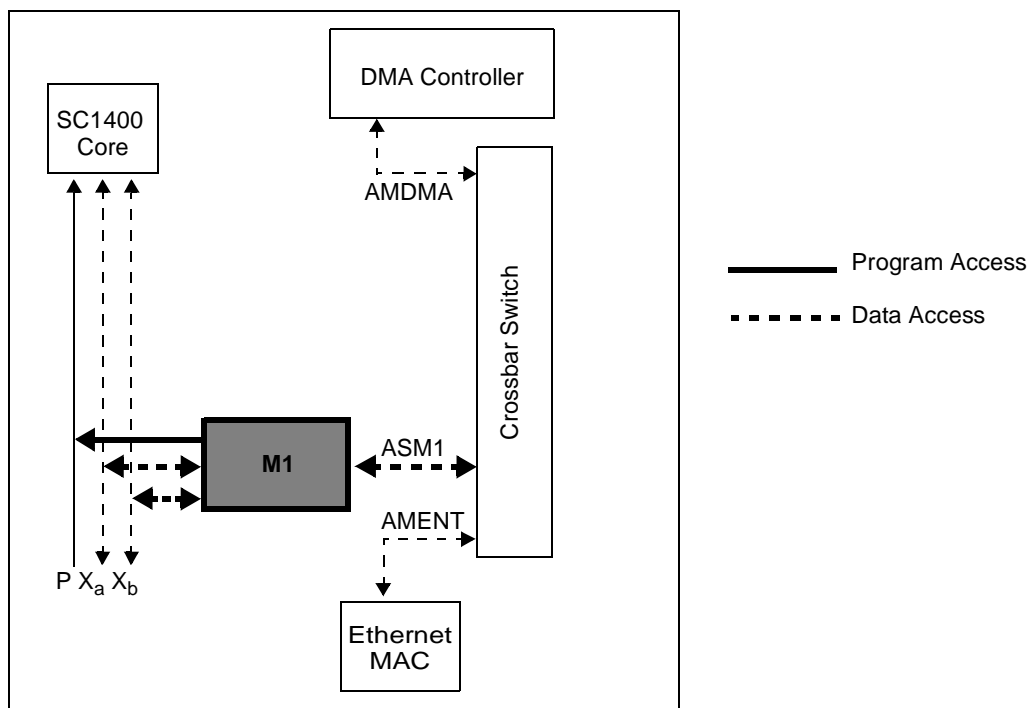 DMA Controller
SC1400
Core
AMDMA
Crossbar Switch
Program Access
Data Access
M1
ASM1
AMENT
P Xa Xb
Ethernet
MAC